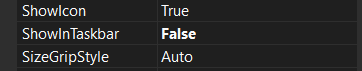 ShowIcon True
ShowInTaskbar False
SizeGripStyle Auto